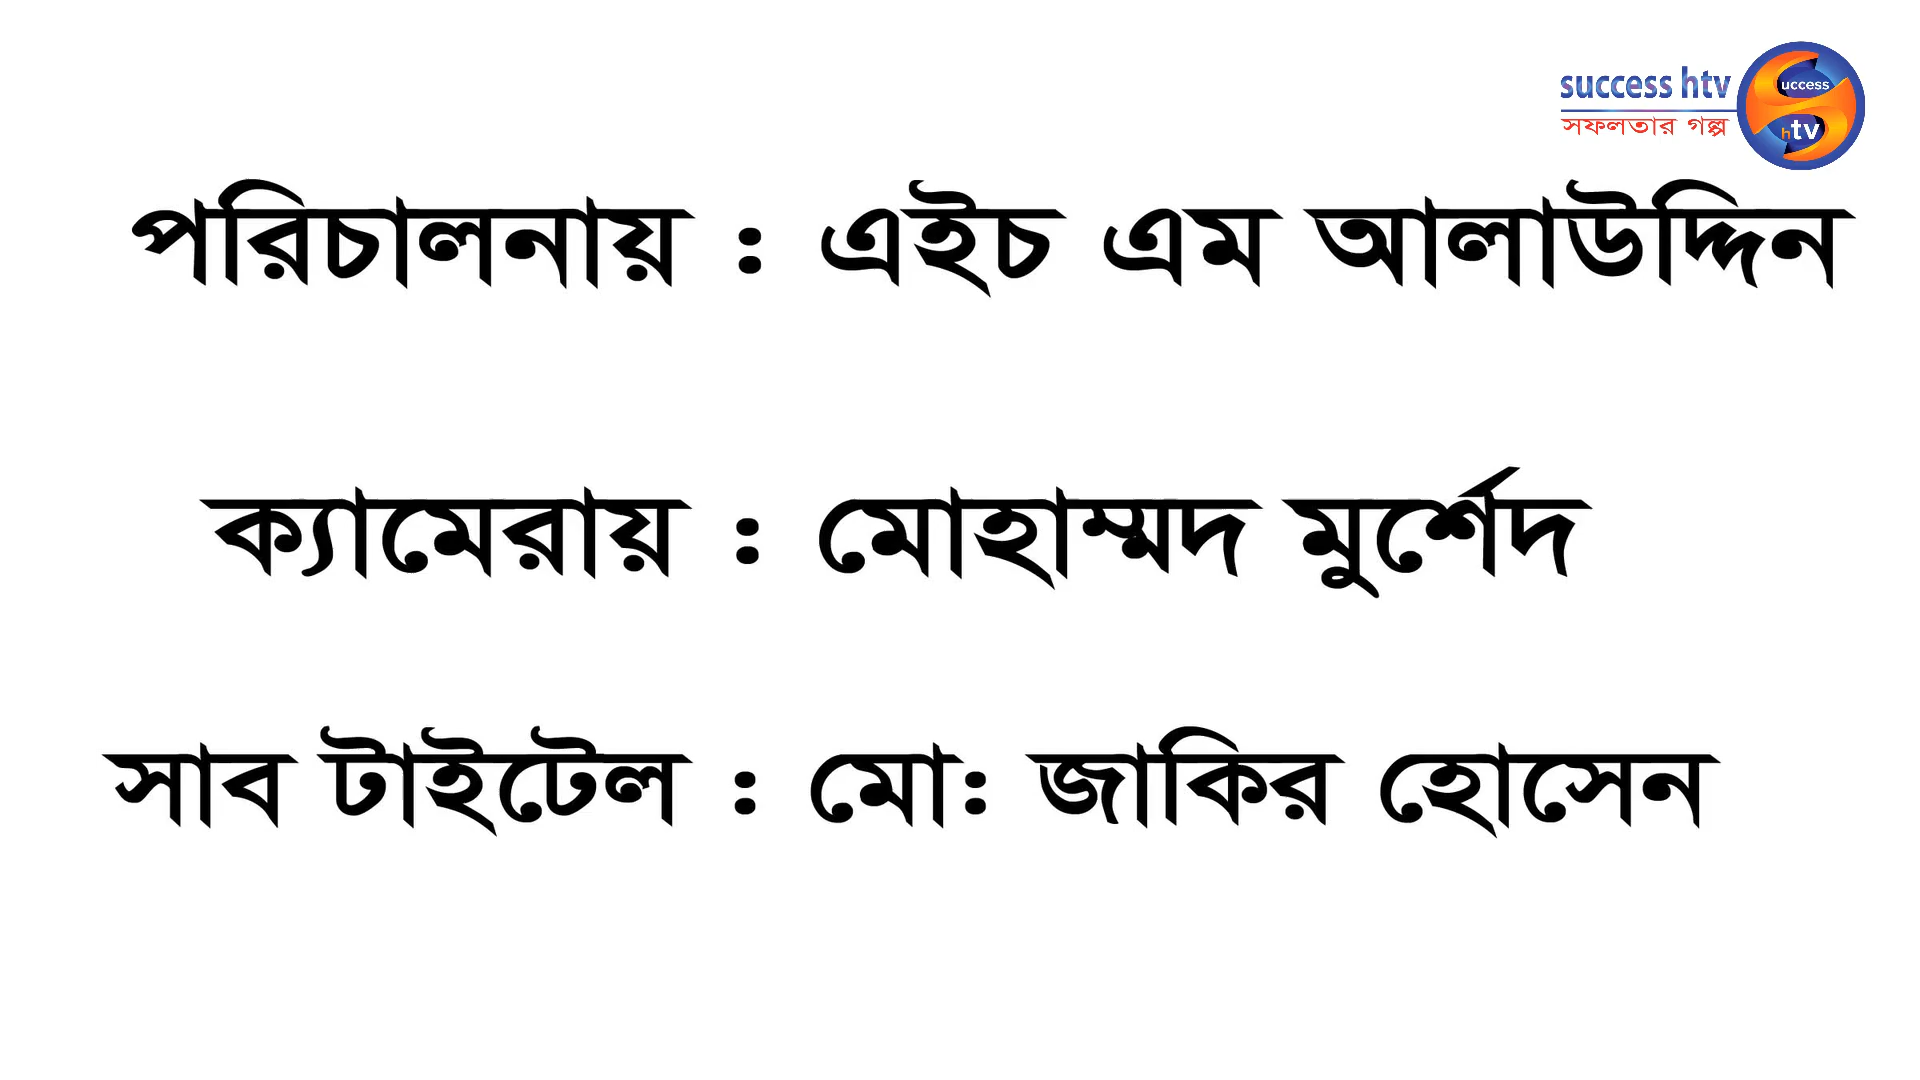 success htv
সফলতার গল্প
uccess
htv
পরিচালনায় : এইচ এম আলাউদ্দিন
ক্যামেরায় : মোহাম্মদ মুর্শেদ
সাব টাইটেল : মো: জাকির হোসেন